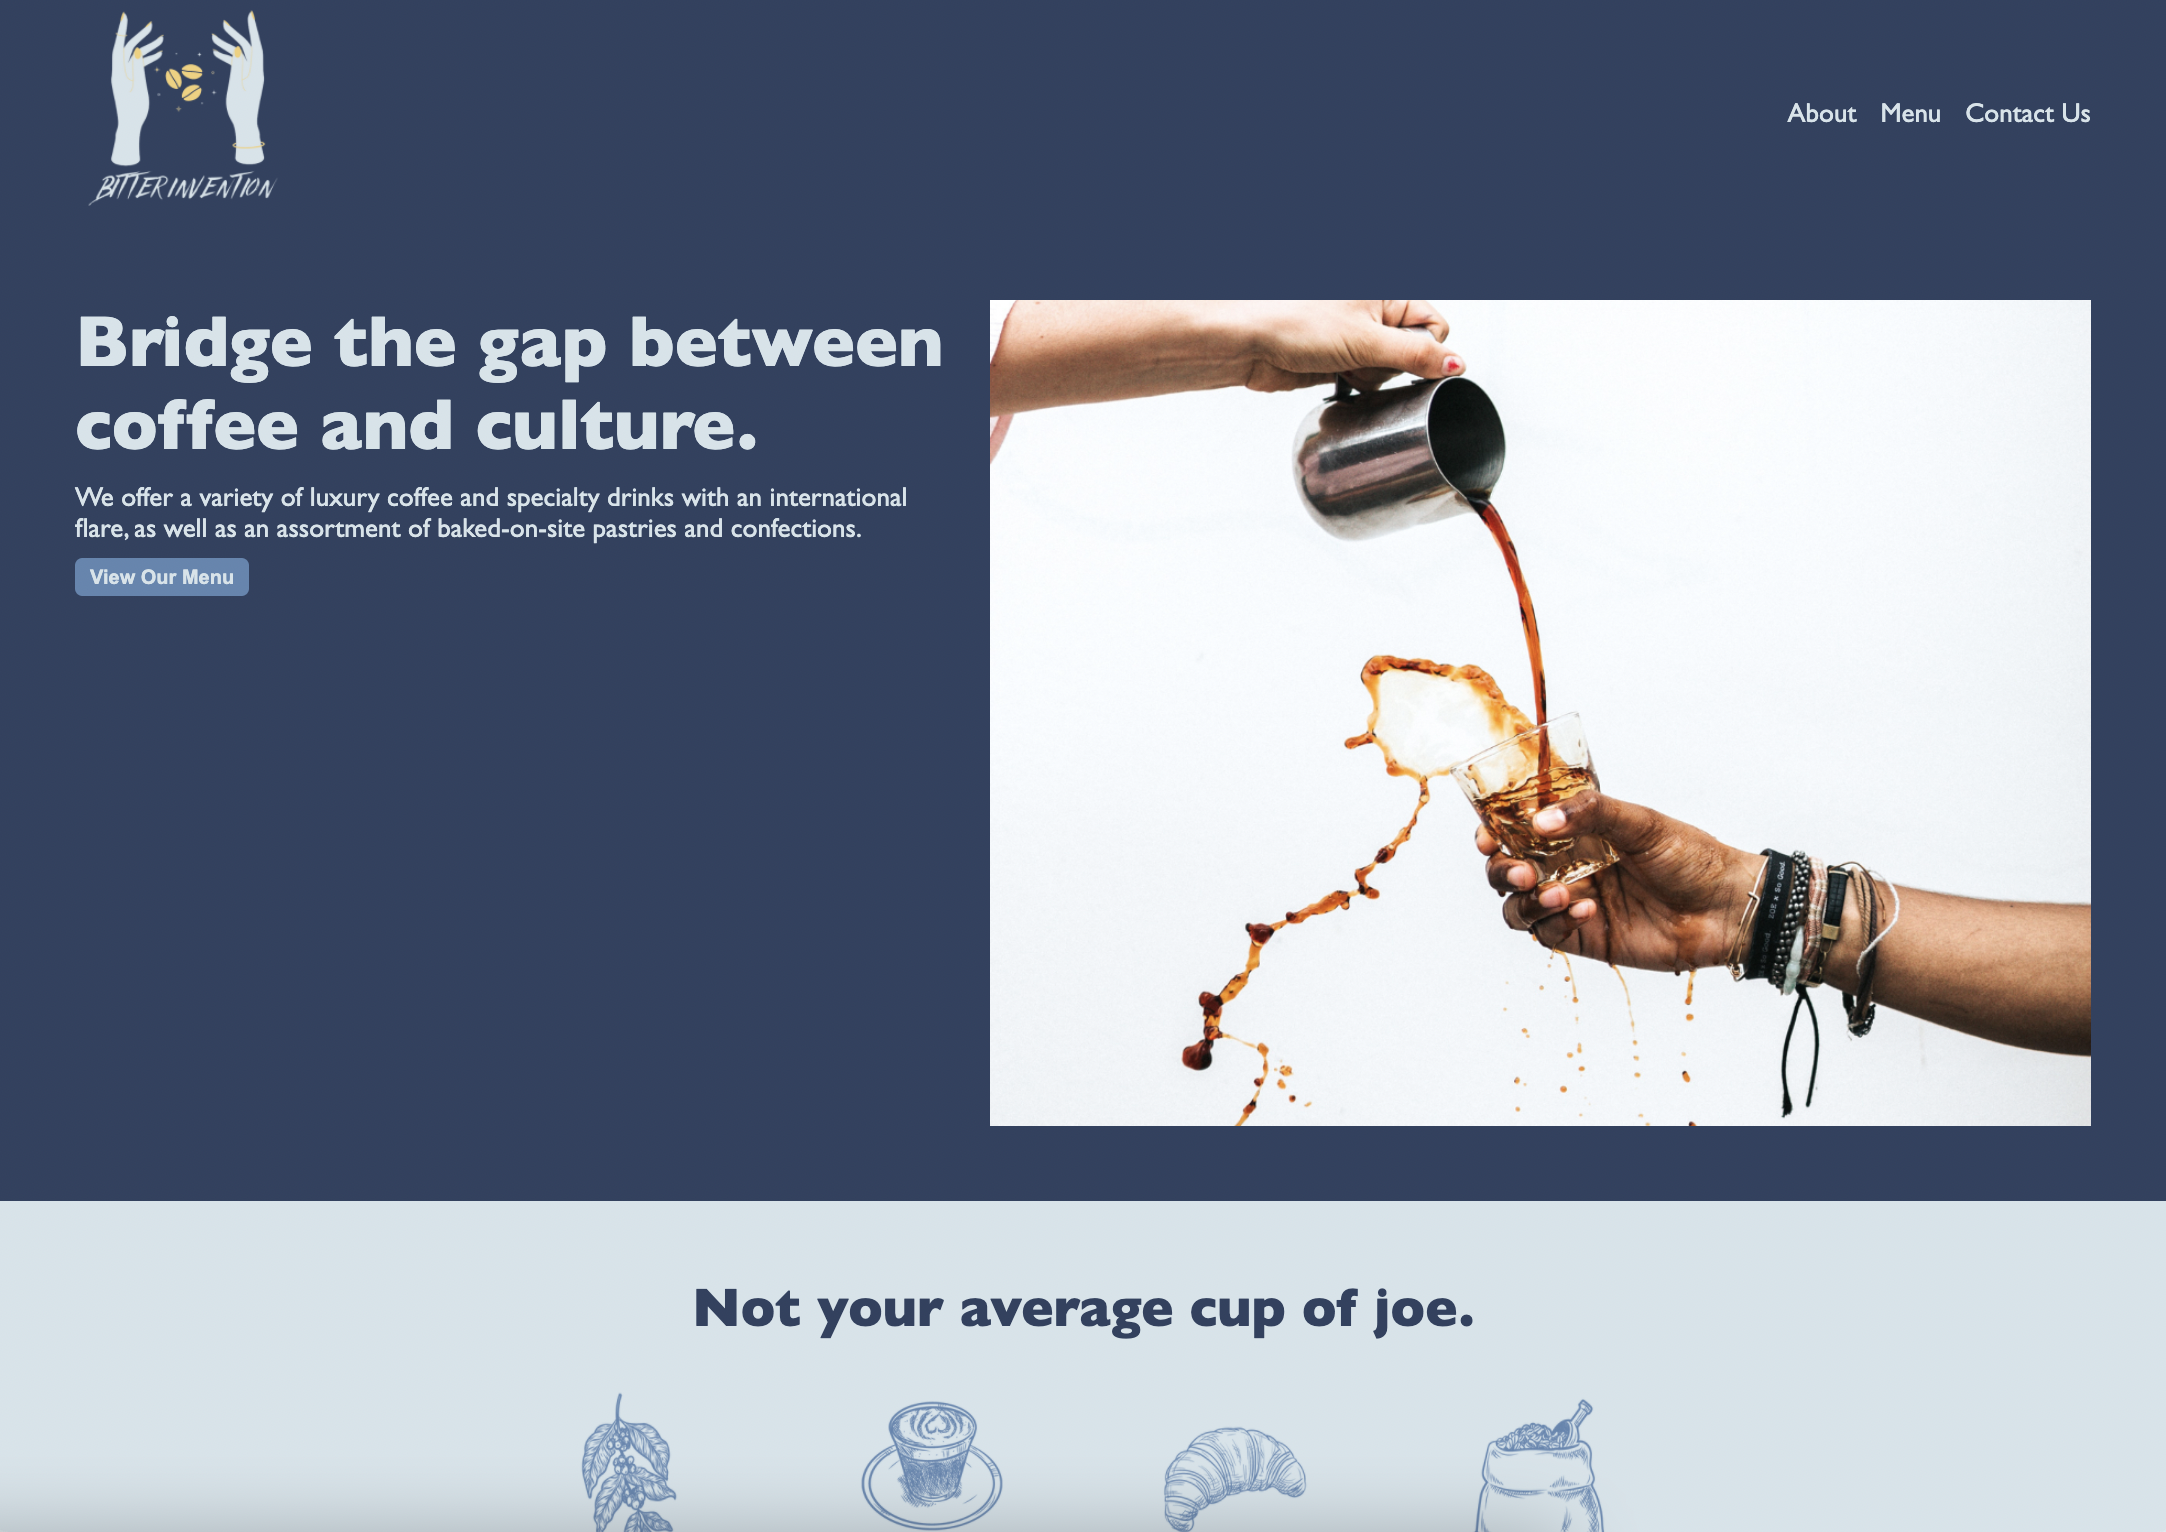 BITTER INVENTION
About Menu Contact Us
Bridge the gap between
coffee and culture.
We offer a variety of luxury coffee and specialty drinks with an international
flare, as well as an assortment of baked-on-site pastries and confections.
View Our Menu
So Good.
Not your average cup of joe.